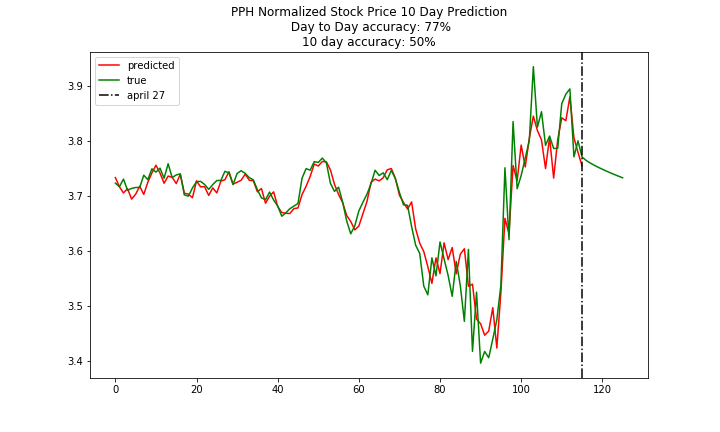 PPH Normalized Stock Price 10 Day Prediction
Day to Day accuracy: 77%
10 day accuracy: 50%
predicted
true
april 27
3.9
3.8
3.7
3.6
3.5
3.4
0 20 40 60 80 100 120